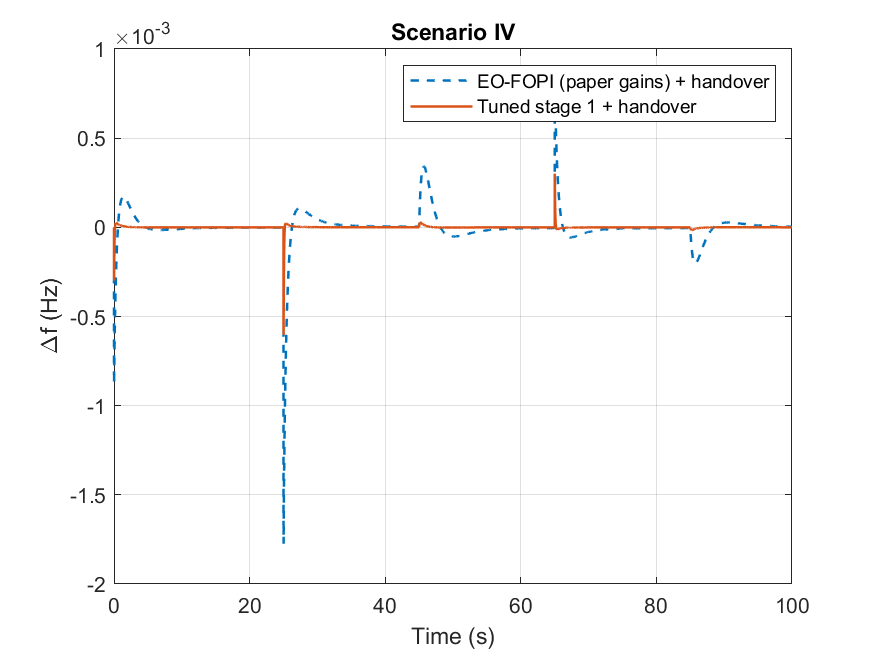 Scenario IV
×10-3
EO-FOPI (paper gains) + handover
Tuned stage 1 + handover
1
0.5
0
-0.5
-1
-1.5
-2
Δf (Hz)
0 20 40 60 80 100
Time (s)